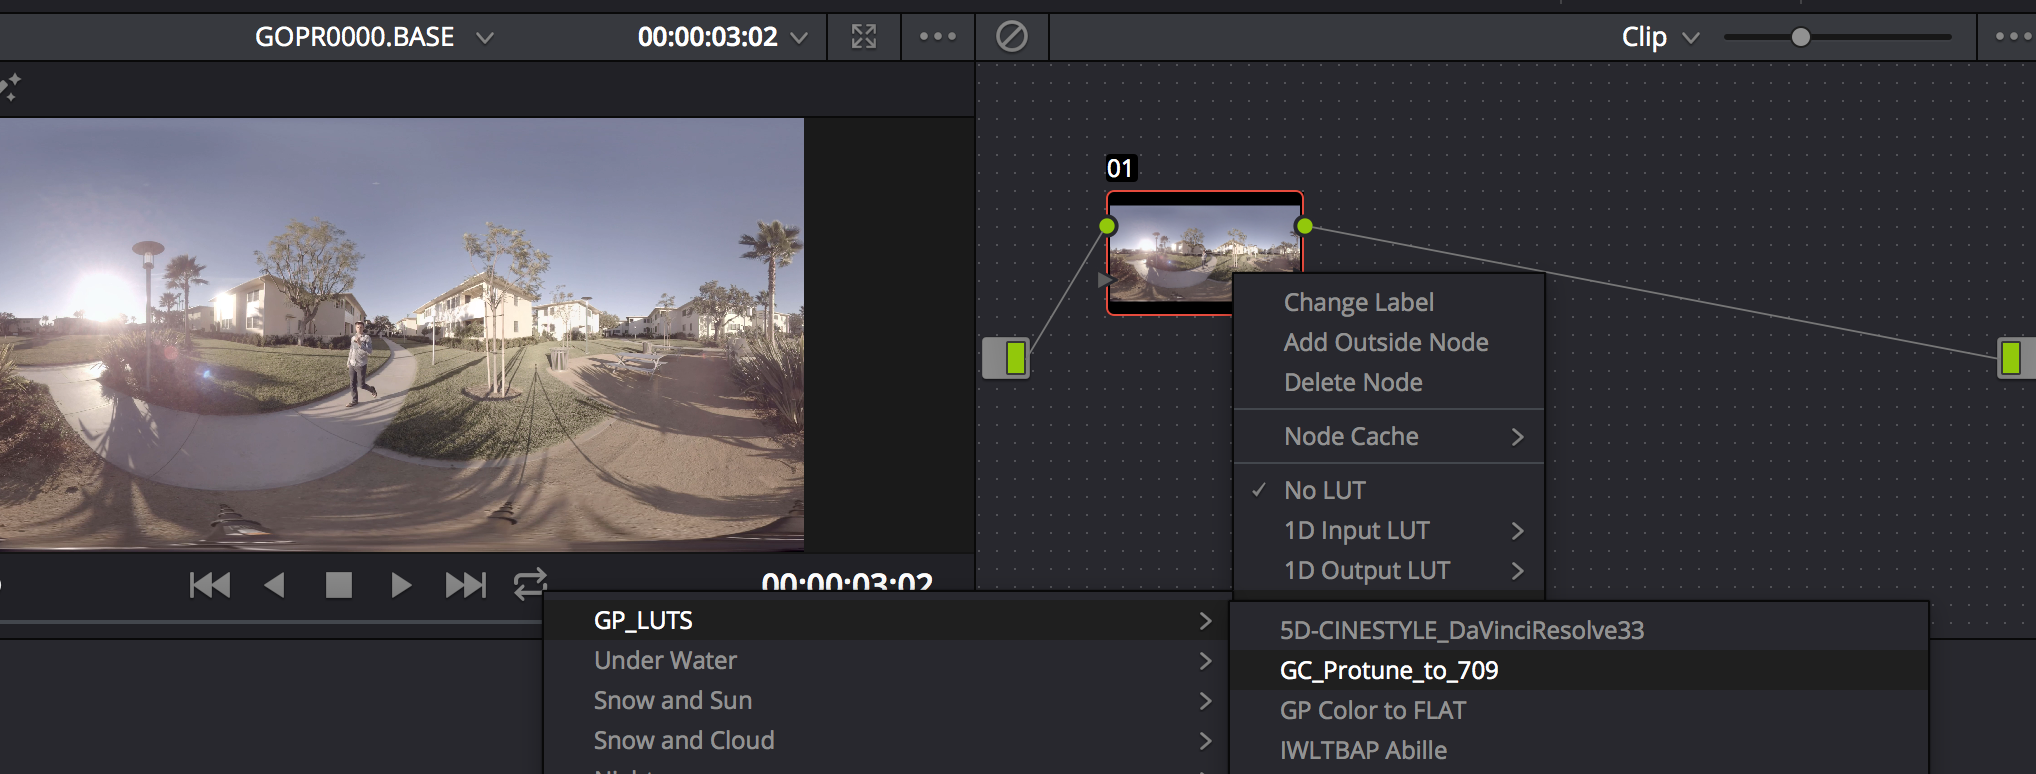 GOPR0000.BASE
00:00:03:02
Clip
01
Change Label
Add Outside Node
Delete Node
Node Cache
No LUT
1D Input LUT
1D Output LUT
00:00:03:02
GP_LUTS
Under Water
Snow and Sun
Snow and Cloud
5D-CINESTYLE_DaVinciResolve33
GC_Protune_to_709
GP Color to FLAT
IWLTBAP Abille